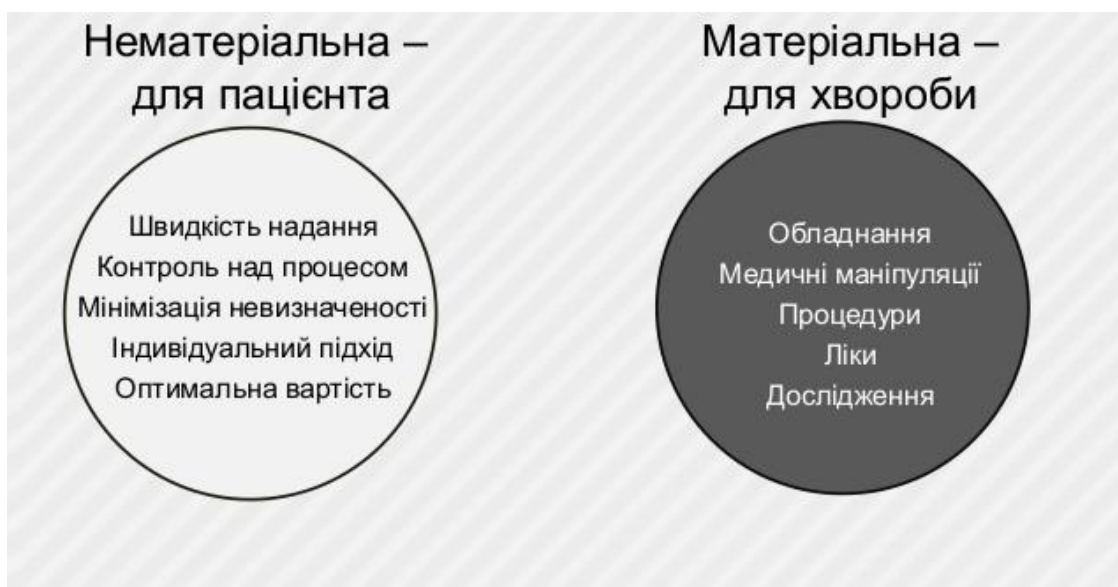 Нематеріальна –
для пацієнта
Швидкість надання
Контроль над процесом
Мінімізація невизначеності
Індивідуальний підхід
Оптимальна вартість
Матеріальна –
для хвороби
Обладнання
Медичні маніпуляції
Процедури
Ліки
Дослідження